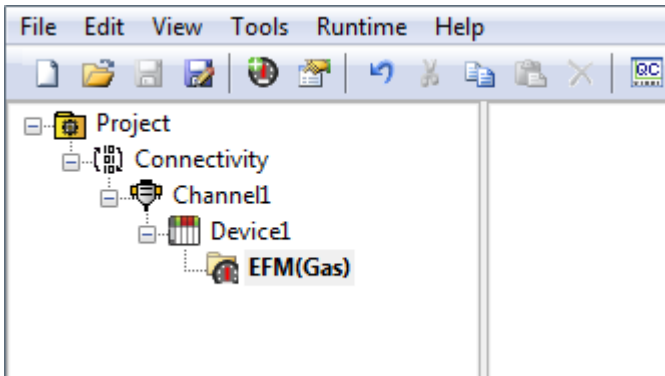 File Edit View Tools Runtime Help
QC
Project
Connectivity
Channel1
Device1
EFM(Gas)